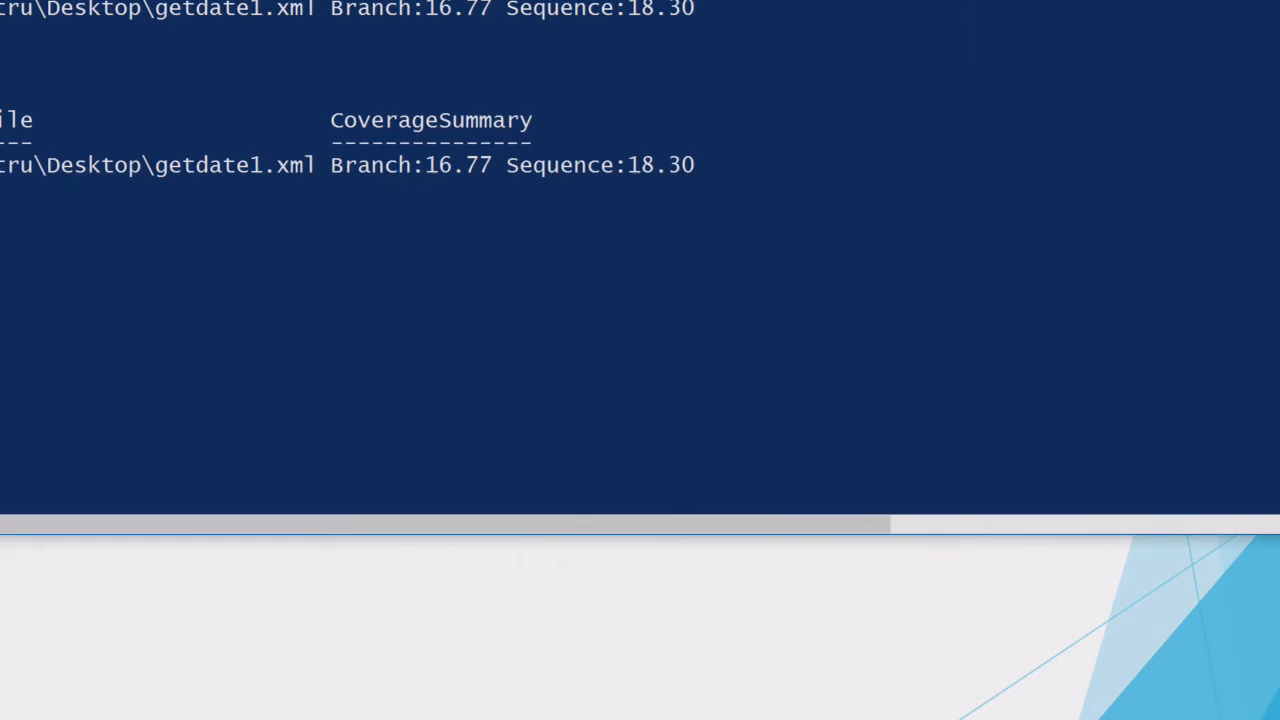 tru\Desktop\getdate1.xml Branch:16.77 Sequence:18.30
ile CoverageSummary
--- ---------------
tru\Desktop\getdate1.xml Branch:16.77 Sequence:18.30